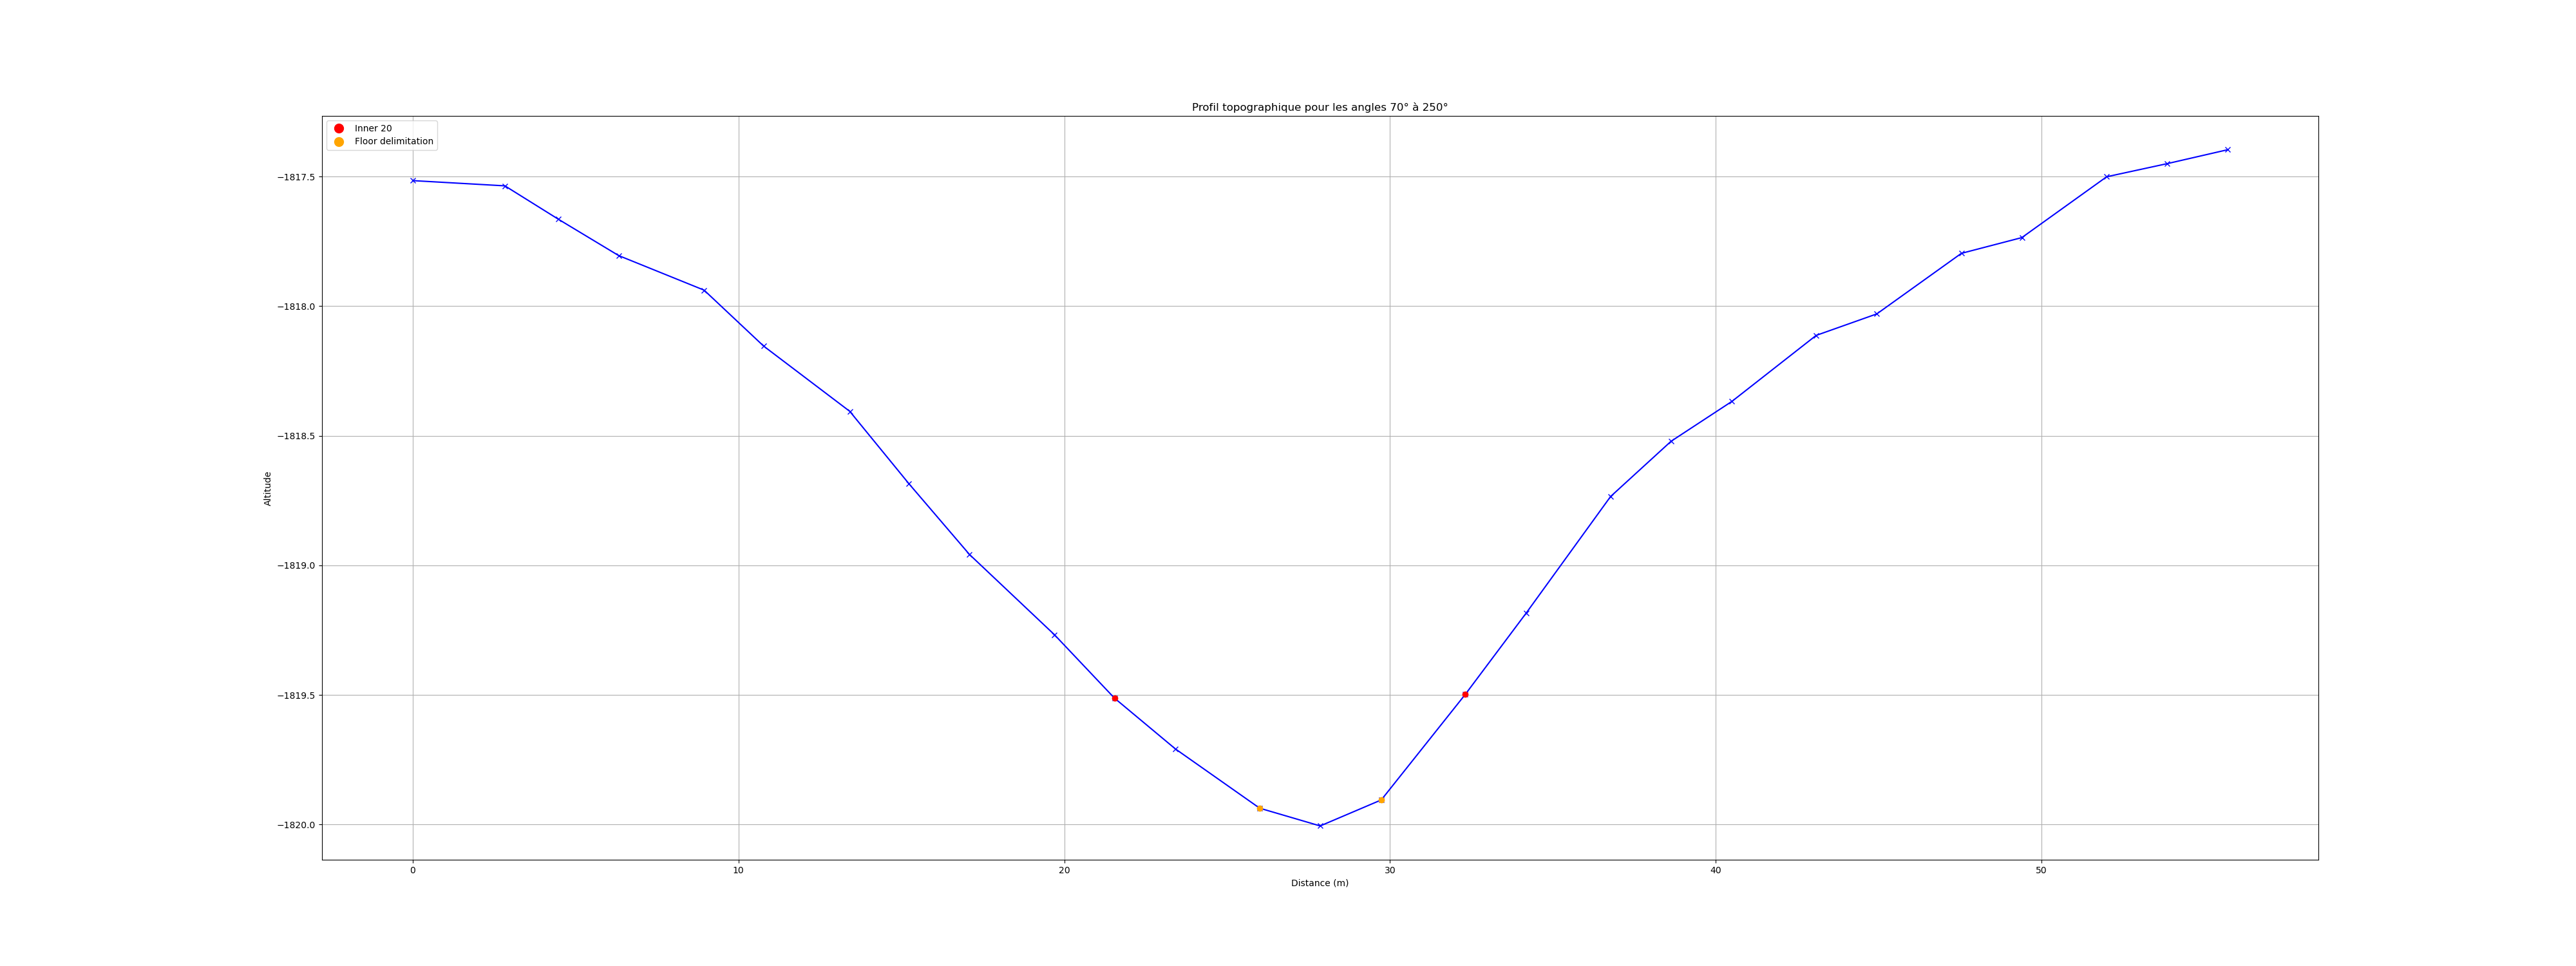 Profil topographique pour les angles 70° à 250°
Inner 20
Floor delimitation
−1817.5
−1818.0
−1818.5
−1819.0
−1819.5
−1820.0
Altitude
0 10 20 30 40 50
Distance (m)